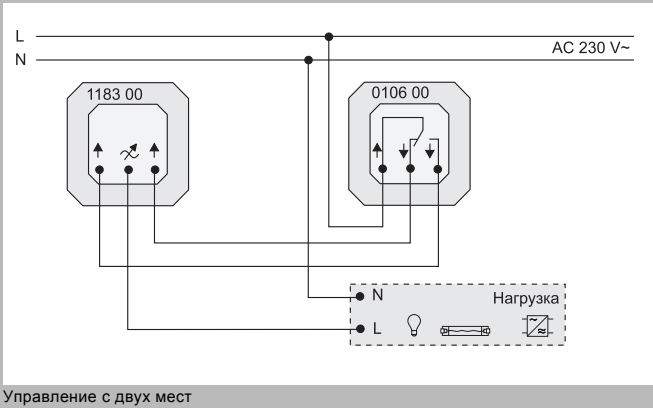 L
AC 230 V~
N
1183 00
0106 00
N
Нагрузка
L
Управление с двух мест